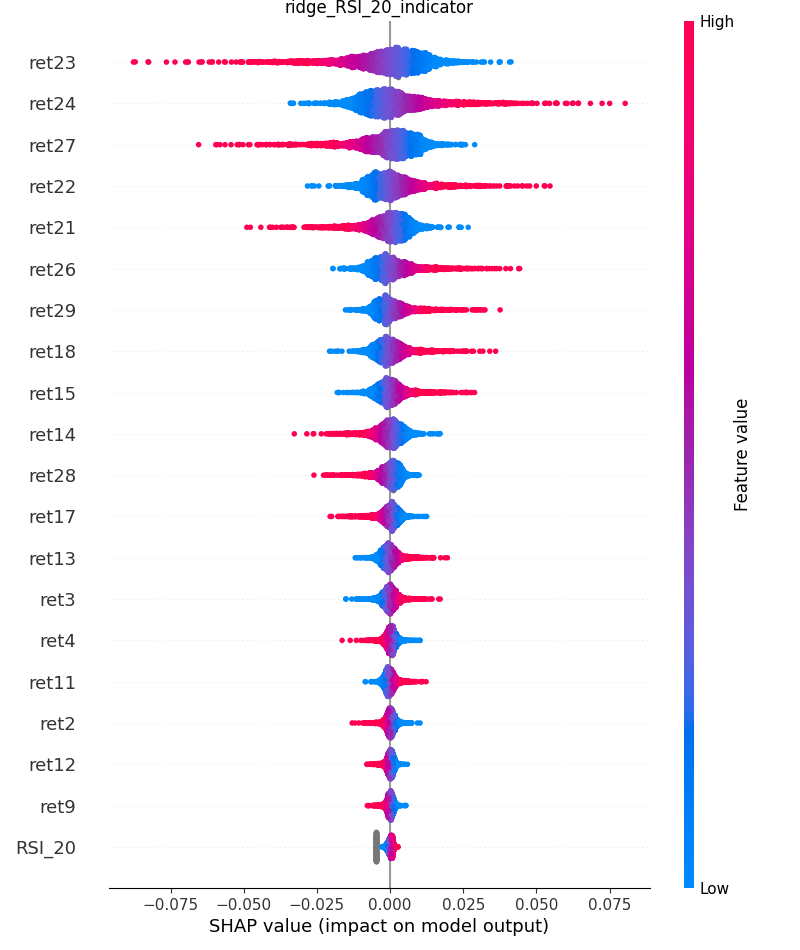 ridge_RSI_20_indicator
High
ret23
ret24
ret27
ret22
ret21
ret26
ret29
ret18
ret15
ret14
ret28
ret17
ret13
ret3
ret4
ret11
ret2
ret12
ret9
RSI_20
Feature value
Low
−0.075 −0.050 −0.025 0.000 0.025 0.050 0.075
SHAP value (impact on model output)